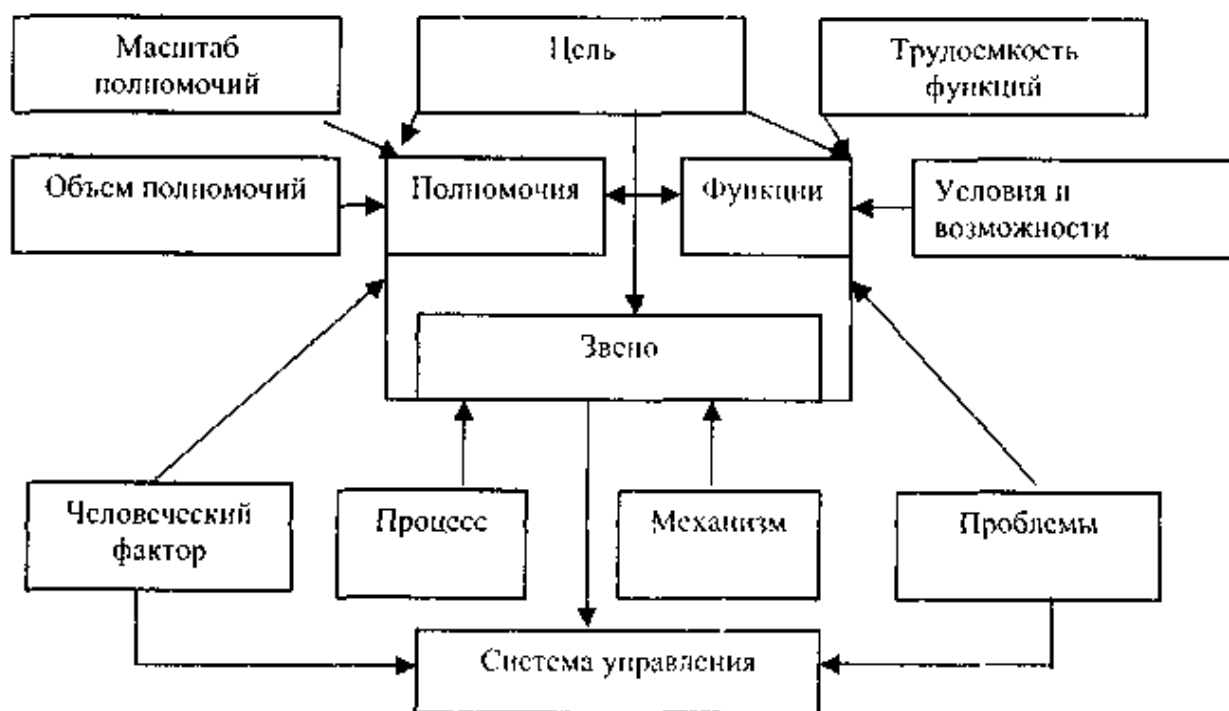 Масштаб
полномочий
Цель
Трудоемкость
функций
Объем полномочий
Полномочия
Функции
Условия и
возможности
Звено
Человеческий
фактор
Процесс
Механизм
Проблемы
Система управления